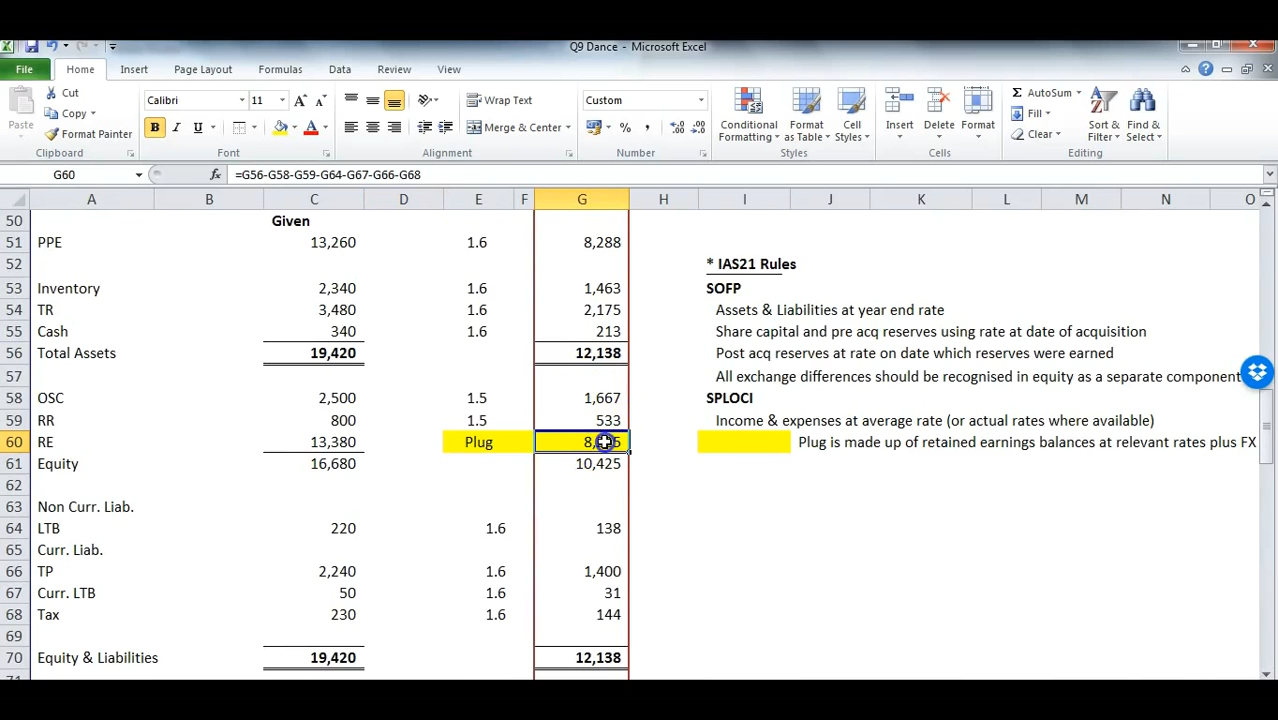 Q9 Dance - Microsoft Excel
File Home Insert Page Layout Formulas Data Review View
Paste Cut Copy Format Painter Clipboard
Calibri 11 A A B I U A Font
Wrap Text Merge & Center Alignment
Custom % , Number
Conditional Formatting Format as Table Cell Styles Styles
Insert Delete Format Cells
AutoSum Fill Clear Sort & Filter Find & Select Editing
G60 fx =G56-G58-G59-G64-G67-G66-G68
A B C D E F G H I J K L M N O
50 Given
51 PPE 13,260 1.6 8,288
52 * IAS21 Rules
53 Inventory 2,340 1.6 1,463 SOFP
54 TR 3,480 1.6 2,175 Assets & Liabilities at year end rate
55 Cash 340 1.6 213 Share capital and pre acq reserves using rate at date of acquisition
56 Total Assets 19,420 12,138 Post acq reserves at rate on date which reserves were earned
57 All exchange differences should be recognised in equity as a separate component
58 OSC 2,500 1.5 1,667 SPLOCI
59 RR 800 1.5 533 Income & expenses at average rate (or actual rates where available)
60 RE 13,380 Plug Plug is made up of retained earnings balances at relevant rates plus FX
61 Equity 16,680 10,425
62
63 Non Curr. Liab.
64 LTB 220 1.6 138
65 Curr. Liab.
66 TP 2,240 1.6 1,400
67 Curr. LTB 50 1.6 31
68 Tax 230 1.6 144
69
70 Equity & Liabilities 19,420 12,138